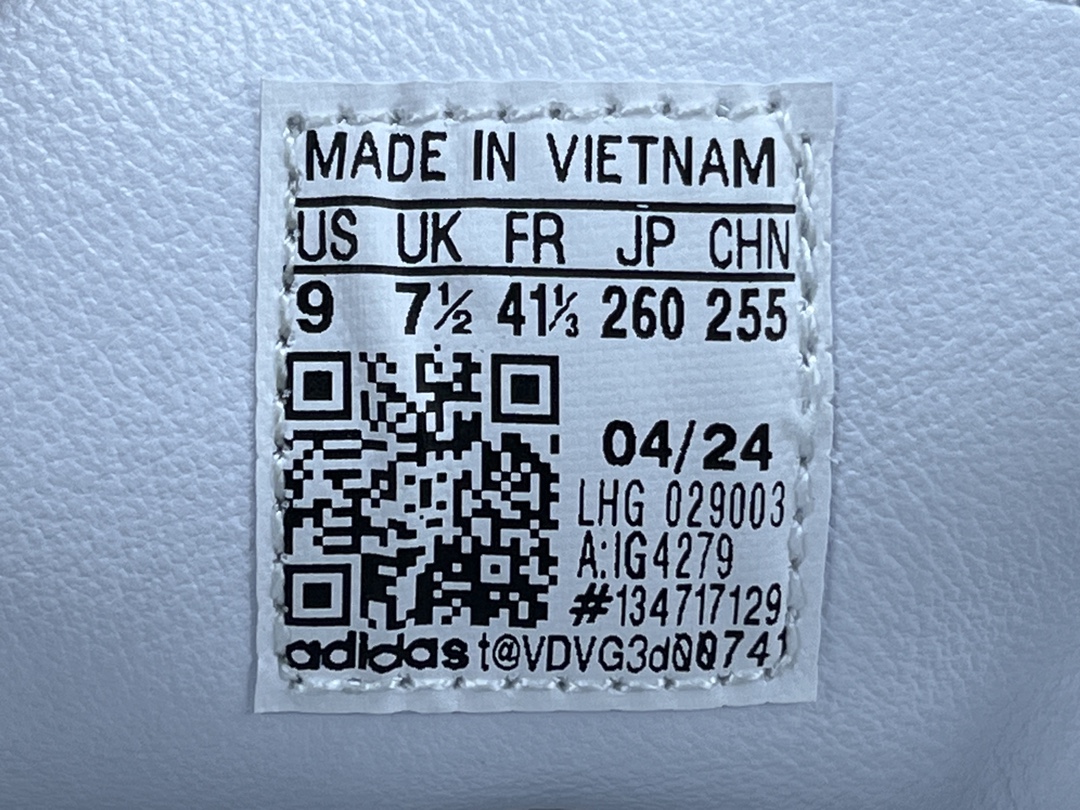 MADE IN VIETNAM
US UK FR JP CHN
9 7½ 41⅓ 260 255
04/24
LHG 029003
A:IG4279
#134717129
adidas t@VDVG3d00741